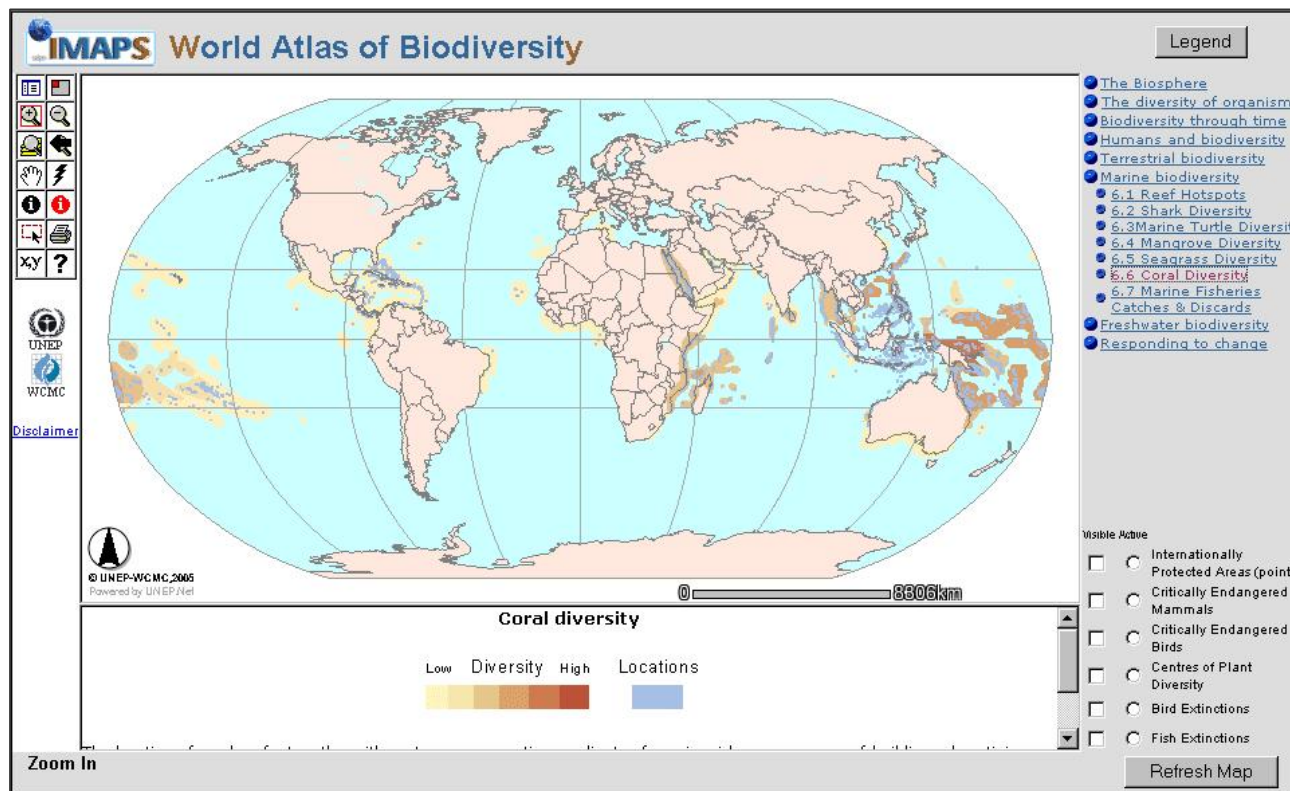 IMAPS World Atlas of Biodiversity
Legend
The Biosphere
The diversity of organism
Biodiversity through time
Humans and biodiversity
Terrestrial biodiversity
Marine biodiversity
6.1 Reef Hotspots
6.2 Shark Diversity
6.3Marine Turtle Diversit
6.4 Mangrove Diversity
6.5 Seagrass Diversity
6.6 Coral Diversity
6.7 Marine Fisheries
Catches & Discards
Freshwater biodiversity
Responding to change
X,Y ?
UNEP
WCMC
Disclaimer
© UNEP-WCMC,2005
Powered by UNEP.Net
0 8806km
Visible Active
Internationally
Protected Areas (point
Critically Endangered
Mammals
Critically Endangered
Birds
Centres of Plant
Diversity
Bird Extinctions
Fish Extinctions
Coral diversity
Low Diversity High Locations
Zoom In
Refresh Map